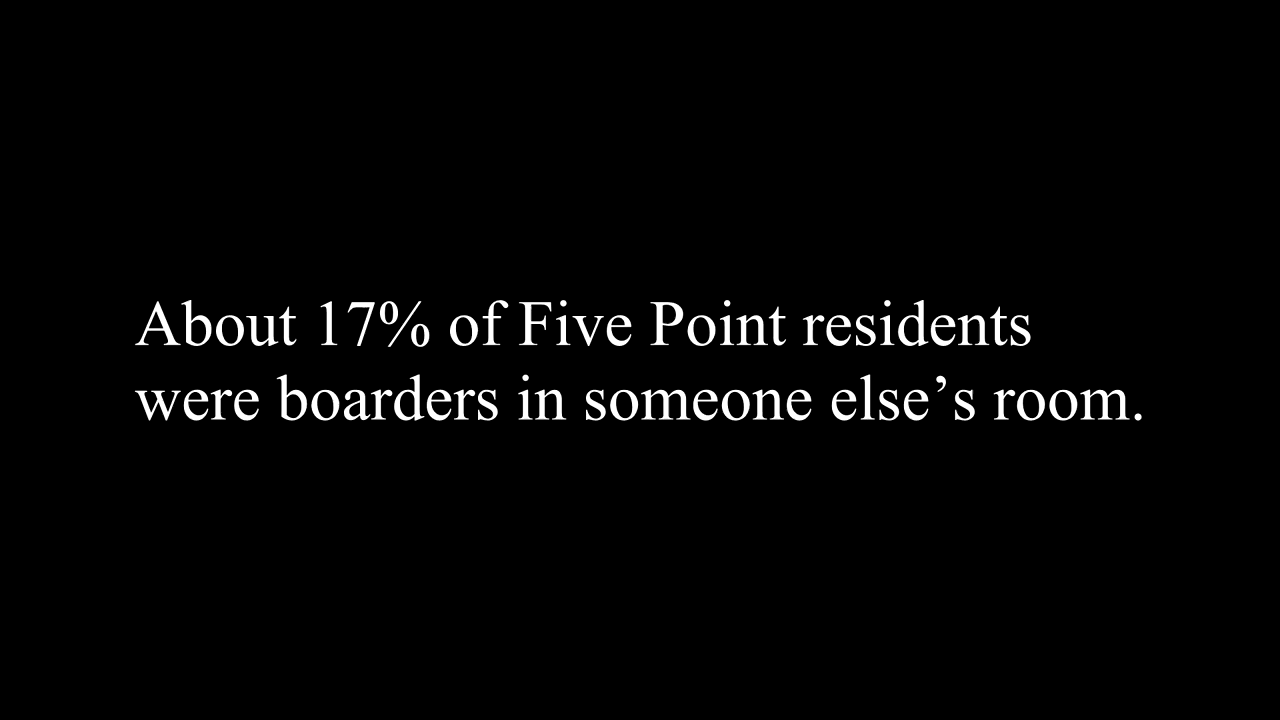 About 17% of Five Point residents
were boarders in someone else’s room.